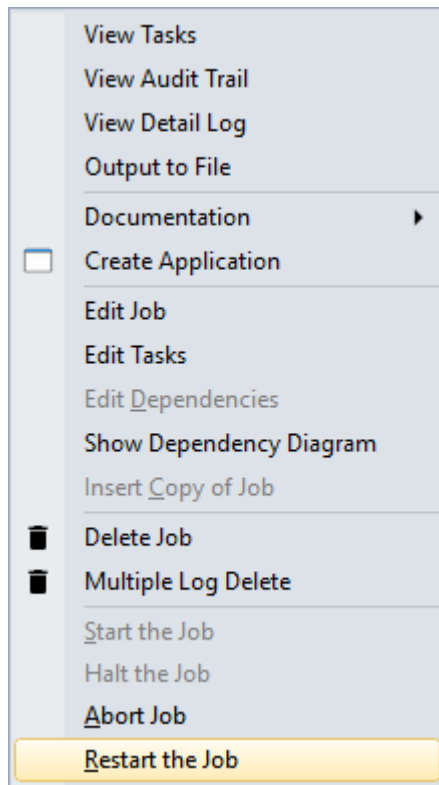 View Tasks
View Audit Trail
View Detail Log
Output to File
Documentation
Create Application
Edit Job
Edit Tasks
Edit Dependencies
Show Dependency Diagram
Insert Copy of Job
Delete Job
Multiple Log Delete
Start the Job
Halt the Job
Abort Job
Restart the Job